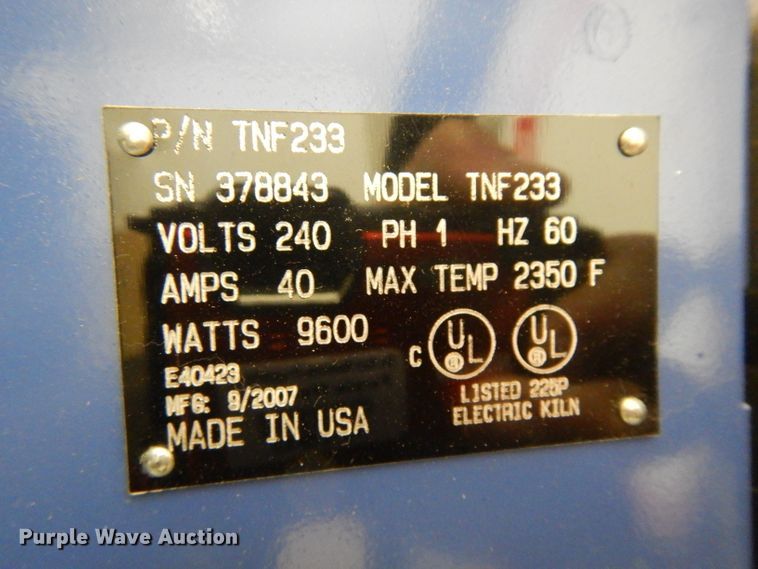 P/N TNF233
SN 378843 MODEL TNF233
VOLTS 240 PH 1 HZ 60
AMPS 40 MAX TEMP 2350 F
WATTS 9600
C UL UL
E40423
LISTED 225P
MFG: 9/2007
ELECTRIC KILN
MADE IN USA
Purple Wave Auction